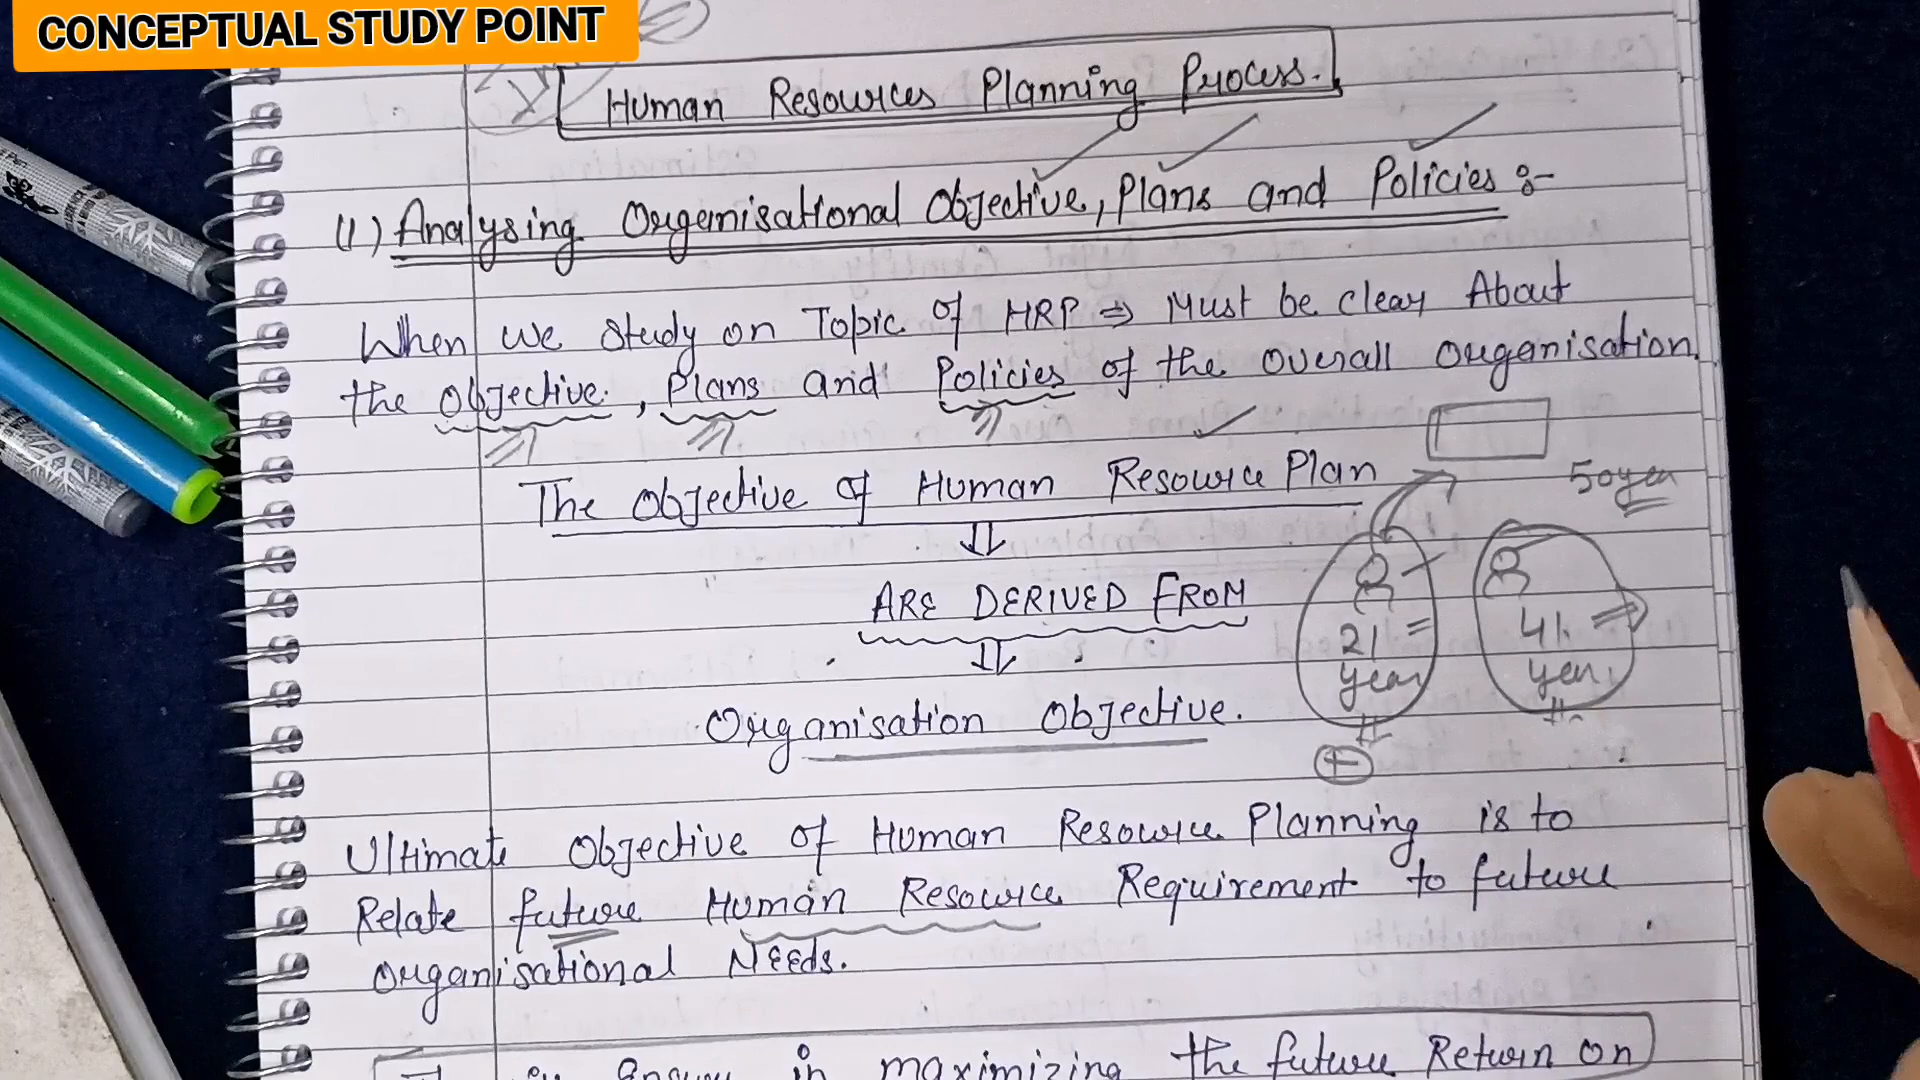 CONCEPTUAL STUDY POINT
Human Resources Planning Process.
(1) Analysing Organisational Objective, Plans and Policies :-
When we study on Topic of HRP ⇒ Must be clear About
the objective, Plans and Policies of the overall organisation.
The objective of Human Resource Plan
50 year
⇓
ARE DERIVED FROM
21 year
41 year
⇓
Organisation Objective.
Ultimate Objective of Human Resource Planning is to
Relate future Human Resource Requirement to future
organisational Needs.
in maximizing the future Return on